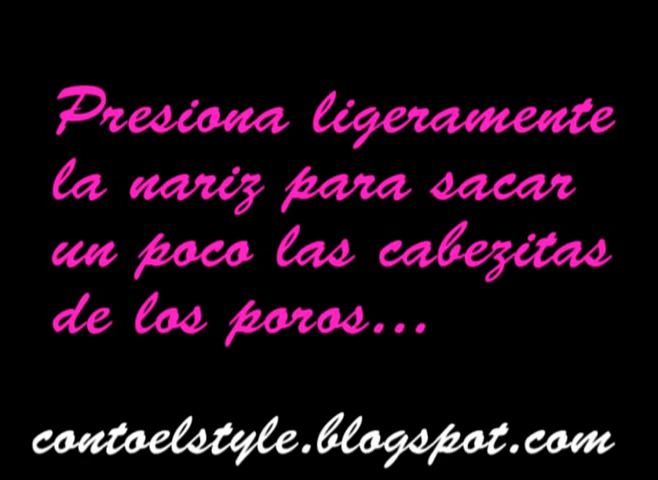 Presiona ligeramente
la nariz para sacar
un poco las cabezitas
de los poros...
contoelstyle.blogspot.com